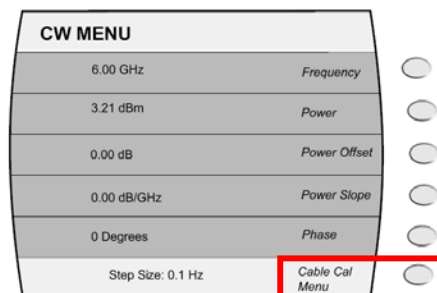 CW MENU
6.00 GHz Frequency
3.21 dBm Power
0.00 dB Power Offset
0.00 dB/GHz Power Slope
0 Degrees Phase
Step Size: 0.1 Hz Cable Cal
Menu